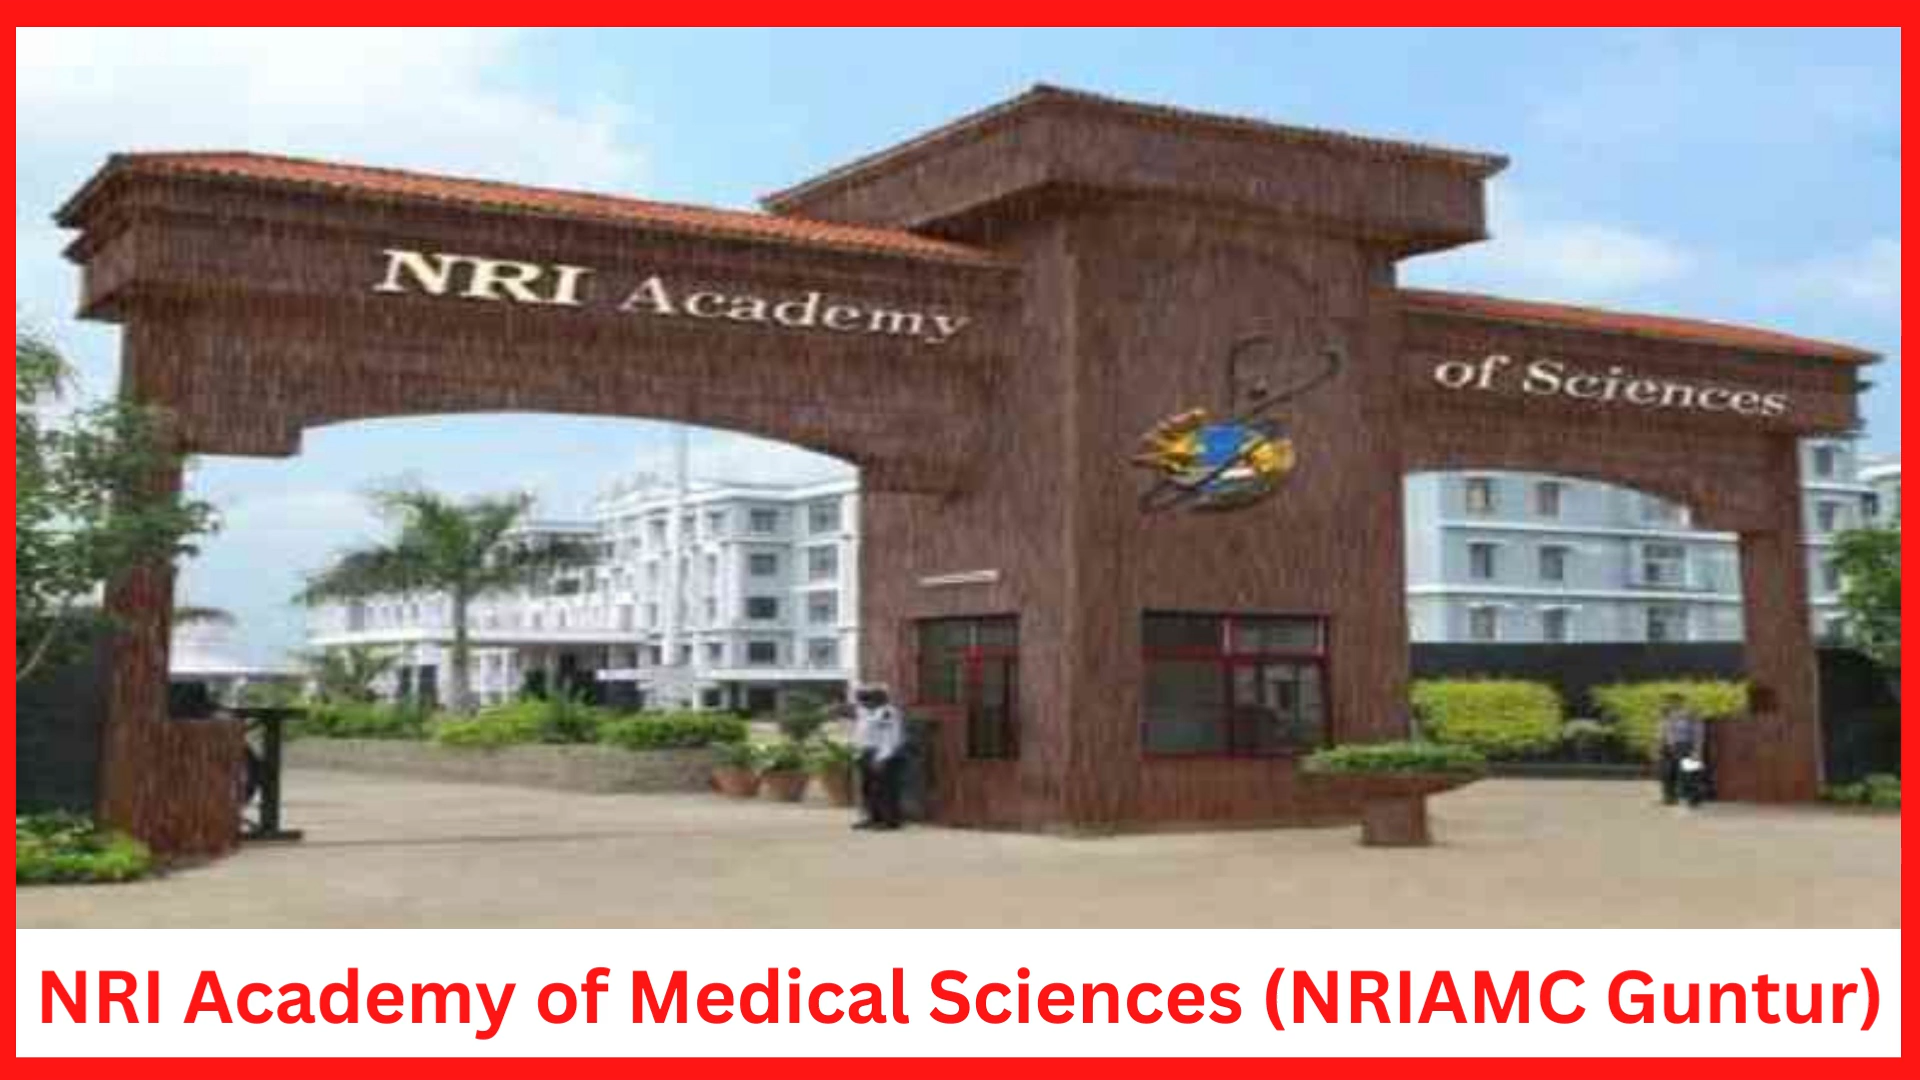 NRI Academy
of Sciences
NRI Academy of Medical Sciences (NRIAMC Guntur)